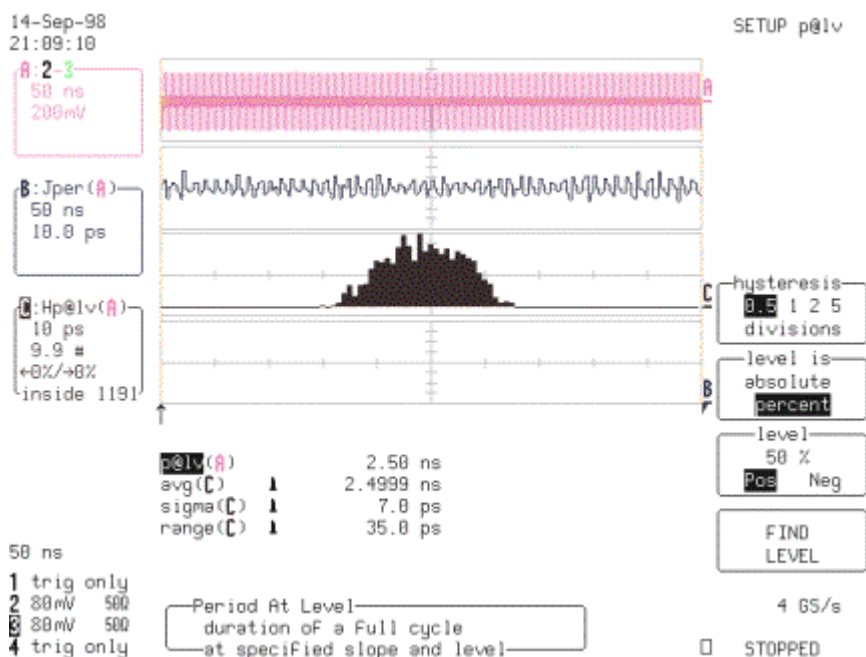 14-Sep-98
21:09:10
SETUP p@lv
A:2-3
50 ns
200mV
A
B:Jper(A)
50 ns
10.0 ps
C:Hp@lv(A)
10 ps
9.9 #
←0%/→0%
inside 1191
C
B
hysteresis
0.5 1 2 5
divisions
level is
absolute
percent
level
50 %
Pos Neg
FIND
LEVEL
p@lv(A) 2.50 ns
avg(C) 2.4999 ns
sigma(C) 7.0 ps
range(C) 35.0 ps
50 ns
1 trig only
2 80mV 50Ω
3 80mV 50Ω
4 trig only
Period At Level
duration of a full cycle
at specified slope and level
4 GS/s
STOPPED